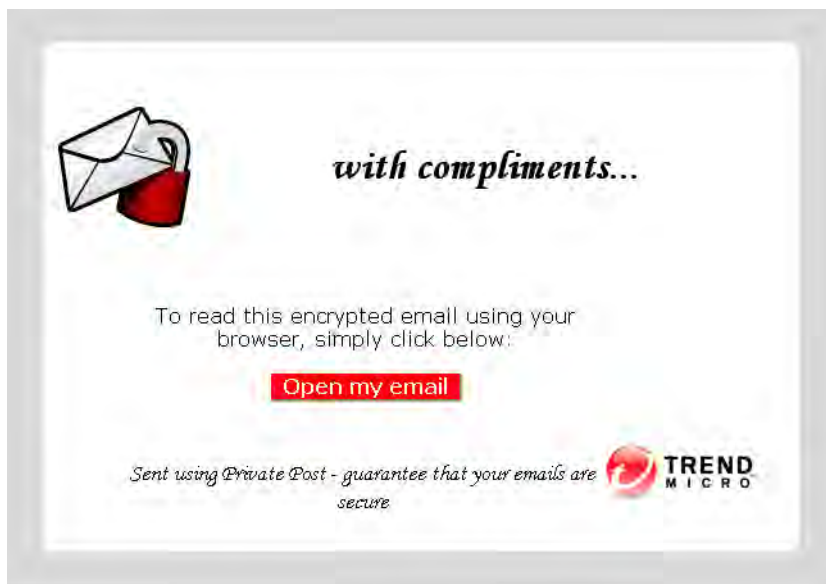 with compliments...
To read this encrypted email using your
browser, simply click below:
Open my email
Sent using Private Post - guarantee that your emails are
secure
TREND
MICRO